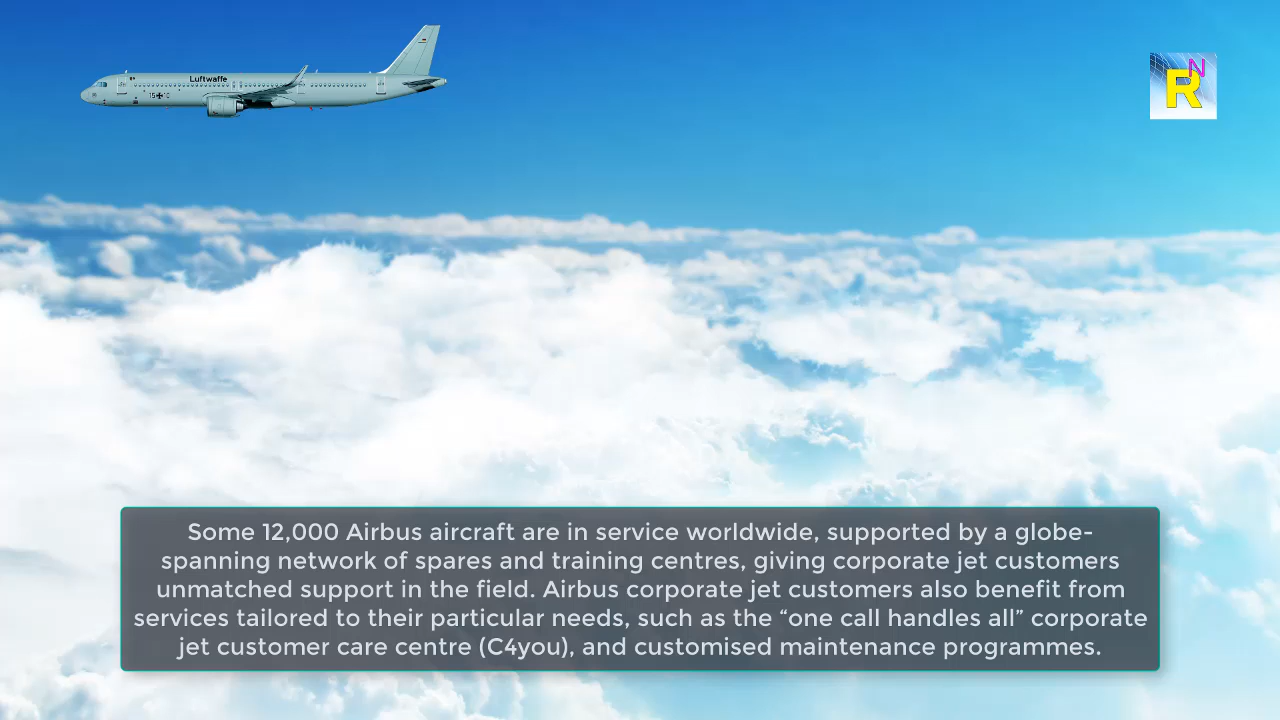 Luftwaffe
N
R
Some 12,000 Airbus aircraft are in service worldwide, supported by a globe-
spanning network of spares and training centres, giving corporate jet customers
unmatched support in the field. Airbus corporate jet customers also benefit from
services tailored to their particular needs, such as the “one call handles all” corporate
jet customer care centre (C4you), and customised maintenance programmes.